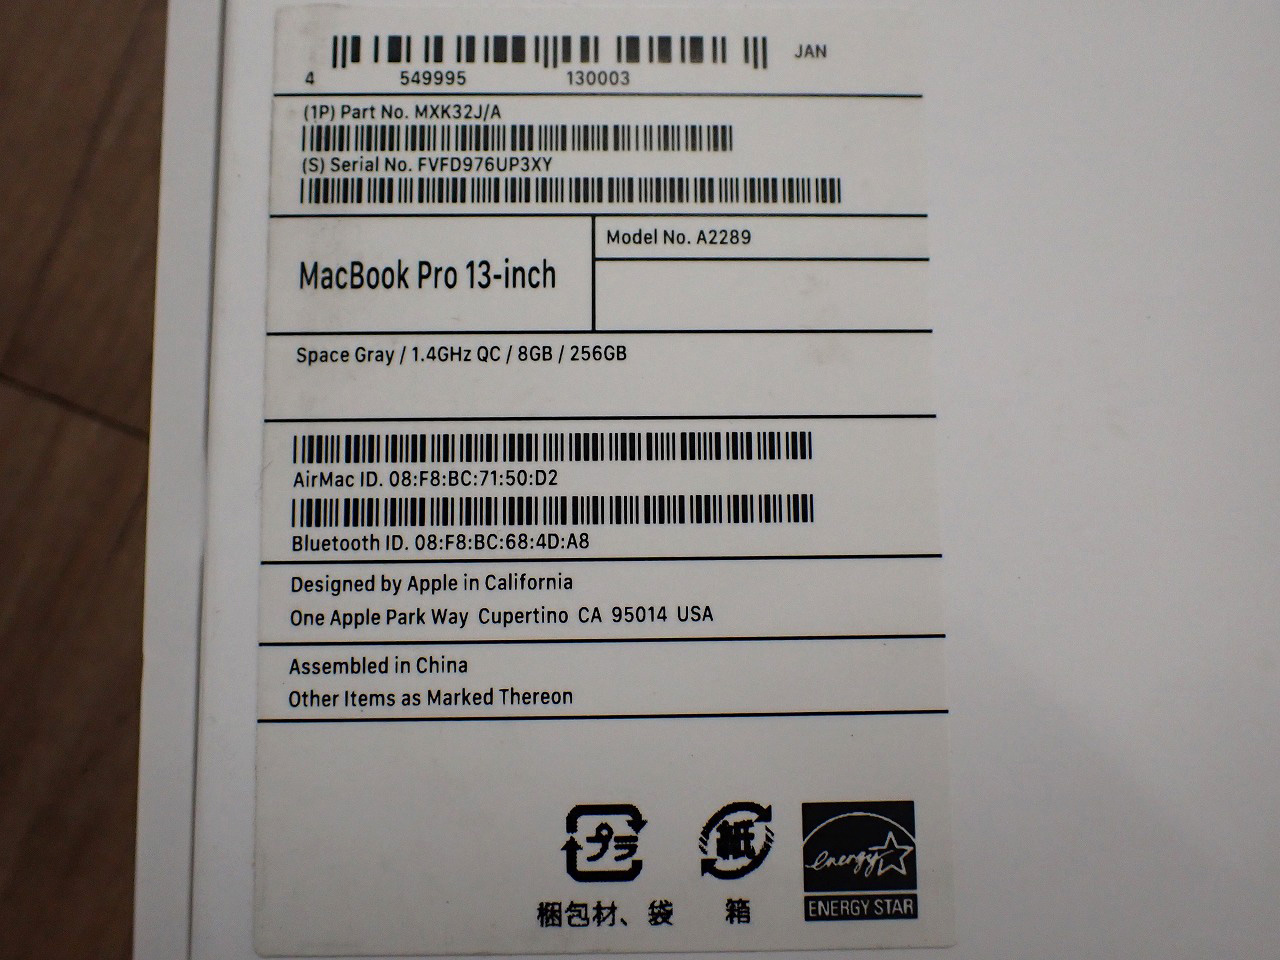 JAN
4 549995 130003
(1P) Part No. MXK32J/A
(S) Serial No. FVFD976UP3XY
MacBook Pro 13-inch
Model No. A2289
Space Gray / 1.4GHz QC / 8GB / 256GB
AirMac ID. 08:F8:BC:71:50:D2
Bluetooth ID. 08:F8:BC:68:4D:A8
Designed by Apple in California
One Apple Park Way Cupertino CA 95014 USA
Assembled in China
Other Items as Marked Thereon
プラ
紙
energy
梱包材、袋
箱
ENERGY STAR